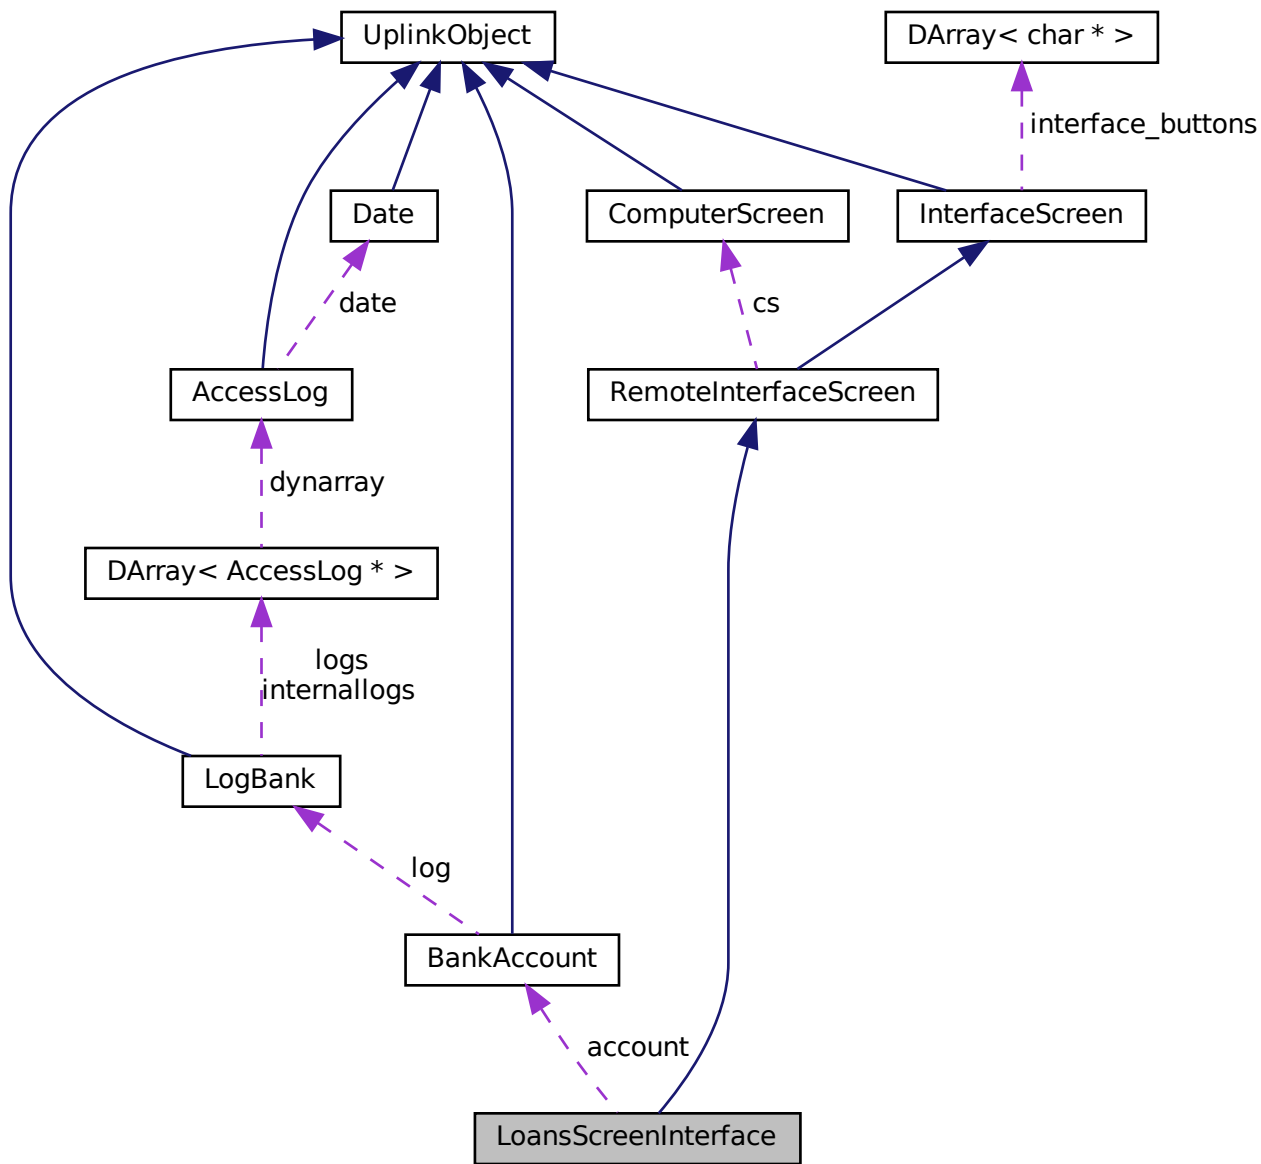 UplinkObject
DArray< char * >
interface_buttons
Date
ComputerScreen
InterfaceScreen
date
cs
AccessLog
RemoteInterfaceScreen
dynarray
DArray< AccessLog * >
logs
internallogs
LogBank
log
BankAccount
account
LoansScreenInterface